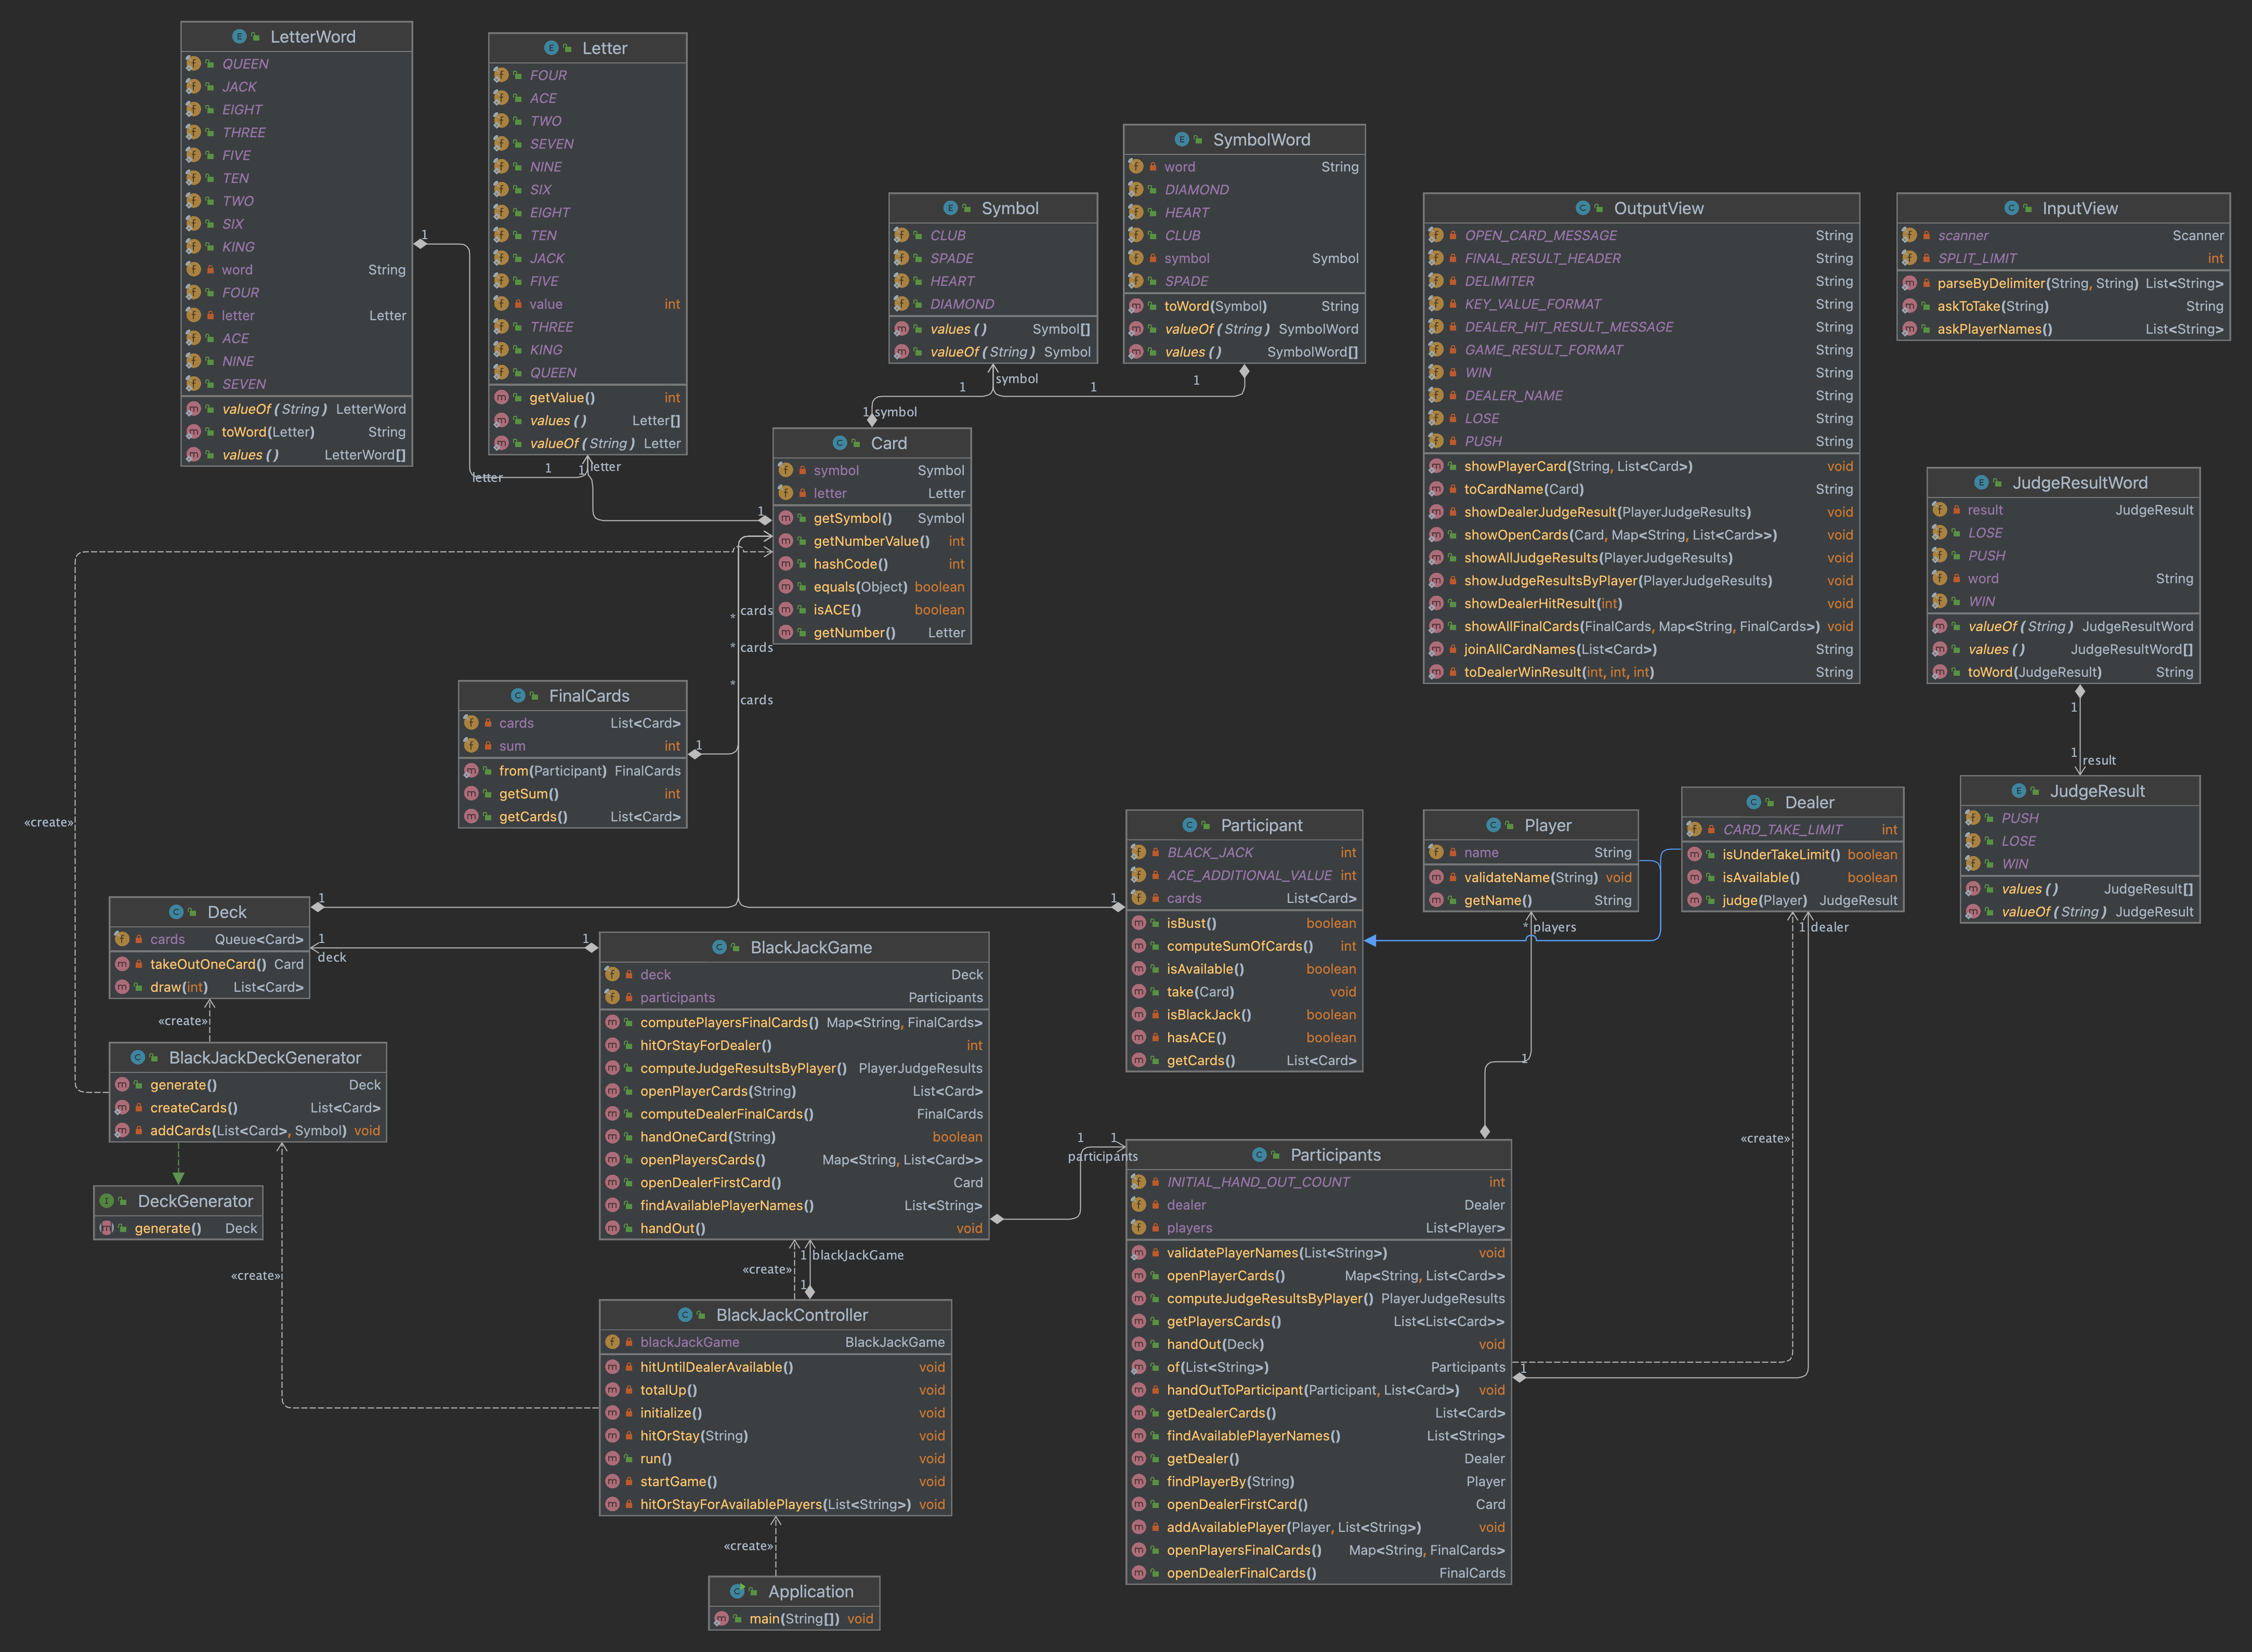 LetterWord
QUEEN
JACK
EIGHT
THREE
FIVE
TEN
TWO
SIX
KING
word String
FOUR
letter Letter
ACE
NINE
SEVEN
valueOf(String) LetterWord
toWord(Letter) String
values() LetterWord[]
Letter
FOUR
ACE
TWO
SEVEN
NINE
SIX
EIGHT
TEN
JACK
FIVE
value int
THREE
KING
QUEEN
getValue() int
values() Letter[]
valueOf(String) Letter
Symbol
CLUB
SPADE
HEART
DIAMOND
values() Symbol[]
valueOf(String) Symbol
SymbolWord
word String
DIAMOND
HEART
CLUB
symbol Symbol
SPADE
toWord(Symbol) String
valueOf(String) SymbolWord
values() SymbolWord[]
OutputView
OPEN_CARD_MESSAGE String
FINAL_RESULT_HEADER String
DELIMITER String
KEY_VALUE_FORMAT String
DEALER_HIT_RESULT_MESSAGE String
GAME_RESULT_FORMAT String
WIN String
DEALER_NAME String
LOSE String
PUSH String
showPlayerCard(String, List<Card>) void
toCardName(Card) String
showDealerJudgeResult(PlayerJudgeResults) void
showOpenCards(Card, Map<String, List<Card>>) void
showAllJudgeResults(PlayerJudgeResults) void
showJudgeResultsByPlayer(PlayerJudgeResults) void
showDealerHitResult(int) void
showAllFinalCards(FinalCards, Map<String, FinalCards>) void
joinAllCardNames(List<Card>) String
toDealerWinResult(int, int, int) String
InputView
scanner Scanner
SPLIT_LIMIT int
parseByDelimiter(String, String) List<String>
askToTake(String) String
askPlayerNames() List<String>
1
letter
1
1
letter
1
1
symbol
1
1
1 symbol
Card
symbol Symbol
letter Letter
getSymbol() Symbol
getNumberValue() int
hashCode() int
equals(Object) boolean
isACE() boolean
getNumber() Letter
1
* cards
* cards
* cards
JudgeResultWord
result JudgeResult
LOSE
PUSH
word String
WIN
valueOf(String) JudgeResultWord
values() JudgeResultWord[]
toWord(JudgeResult) String
1
1 result
JudgeResult
PUSH
LOSE
WIN
values() JudgeResult[]
valueOf(String) JudgeResult
FinalCards
cards List<Card>
sum int
from(Participant) FinalCards
getSum() int
getCards() List<Card>
1
«create»
Participant
BLACK_JACK int
ACE_ADDITIONAL_VALUE int
cards List<Card>
isBust() boolean
computeSumOfCards() int
isAvailable() boolean
take(Card) void
isBlackJack() boolean
hasACE() boolean
getCards() List<Card>
1
Player
name String
validateName(String) void
getName() String
* players
1
Dealer
CARD_TAKE_LIMIT int
isUnderTakeLimit() boolean
isAvailable() boolean
judge(Player) JudgeResult
1 dealer
Deck
cards Queue<Card>
takeOutOneCard() Card
draw(int) List<Card>
1
1
deck
1
«create»
BlackJackDeckGenerator
generate() Deck
createCards() List<Card>
addCards(List<Card>, Symbol) void
DeckGenerator
generate() Deck
BlackJackGame
deck Deck
participants Participants
computePlayersFinalCards() Map<String, FinalCards>
hitOrStayForDealer() int
computeJudgeResultsByPlayer() PlayerJudgeResults
openPlayerCards(String) List<Card>
computeDealerFinalCards() FinalCards
handOneCard(String) boolean
openPlayersCards() Map<String, List<Card>>
openDealerFirstCard() Card
findAvailablePlayerNames() List<String>
handOut() void
1
1
participants
«create»
Participants
INITIAL_HAND_OUT_COUNT int
dealer Dealer
players List<Player>
validatePlayerNames(List<String>) void
openPlayerCards() Map<String, List<Card>>
computeJudgeResultsByPlayer() PlayerJudgeResults
getPlayersCards() List<List<Card>>
handOut(Deck) void
of(List<String>) Participants
handOutToParticipant(Participant, List<Card>) void
getDealerCards() List<Card>
findAvailablePlayerNames() List<String>
getDealer() Dealer
findPlayerBy(String) Player
openDealerFirstCard() Card
addAvailablePlayer(Player, List<String>) void
openPlayersFinalCards() Map<String, FinalCards>
openDealerFinalCards() FinalCards
1
«create»
«create»
1 blackJackGame
1
BlackJackController
blackJackGame BlackJackGame
hitUntilDealerAvailable() void
totalUp() void
initialize() void
hitOrStay(String) void
run() void
startGame() void
hitOrStayForAvailablePlayers(List<String>) void
«create»
Application
main(String[]) void